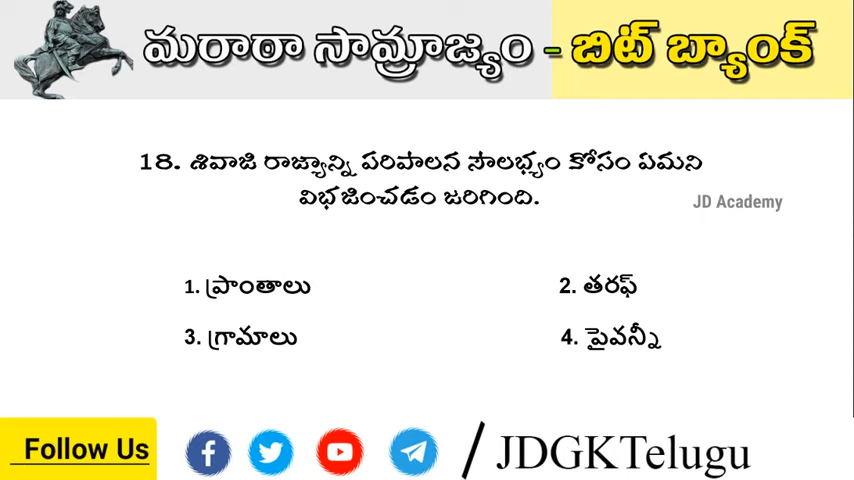 మరాఠా సామ్రాజ్యం - బిట్ బ్యాంక్
18. శివాజి రాజ్యాన్ని పరిపాలన సౌలభ్యం కోసం ఏమని
విభజించడం జరిగింది.
JD Academy
1. ప్రాంతాలు 2. తరఫ్
3. గ్రామాలు 4. పైవన్నీ
Follow Us / JDGKTelugu